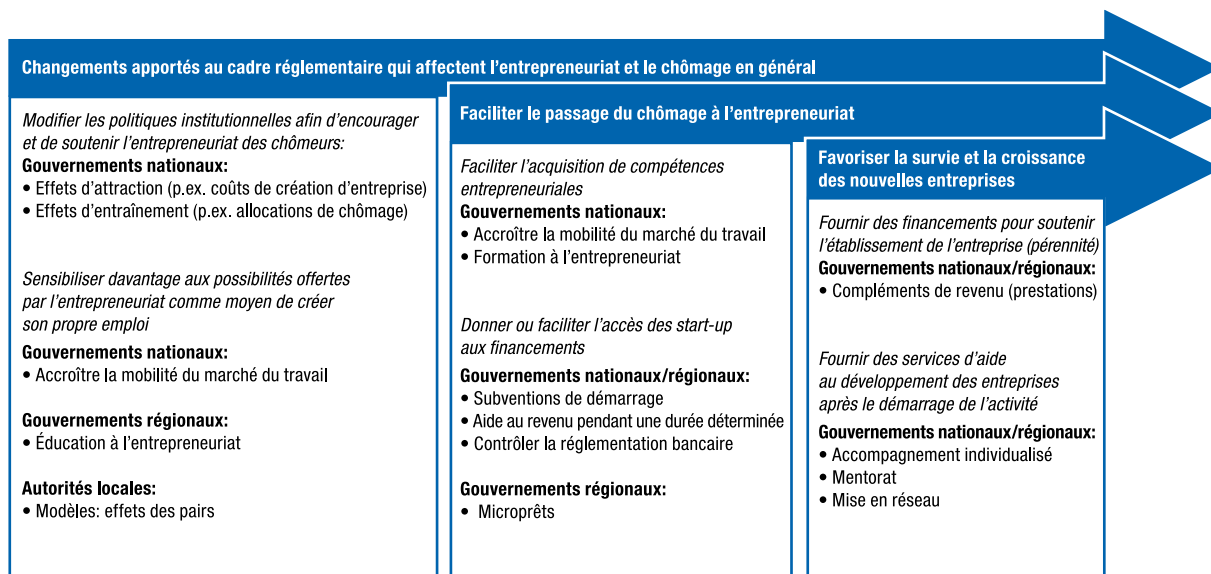 Changements apportés au cadre réglementaire qui affectent l'entrepreneuriat et le chômage en général
Modifier les politiques institutionnelles afin d'encourager
et de soutenir l'entrepreneuriat des chômeurs:
Gouvernements nationaux:
• Effets d'attraction (p.ex. coûts de création d'entreprise)
• Effets d'entraînement (p.ex. allocations de chômage)
Sensibiliser davantage aux possibilités offertes
par l'entrepreneuriat comme moyen de créer
son propre emploi
Gouvernements nationaux:
• Accroître la mobilité du marché du travail
Gouvernements régionaux:
• Éducation à l'entrepreneuriat
Autorités locales:
• Modèles: effets des pairs
Faciliter le passage du chômage à l'entrepreneuriat
Faciliter l'acquisition de compétences
entrepreneuriales
Gouvernements nationaux:
• Accroître la mobilité du marché du travail
• Formation à l'entrepreneuriat
Donner ou faciliter l'accès des start-up
aux financements
Gouvernements nationaux/régionaux:
• Subventions de démarrage
• Aide au revenu pendant une durée déterminée
• Contrôler la réglementation bancaire
Gouvernements régionaux:
• Microprêts
Favoriser la survie et la croissance
des nouvelles entreprises
Fournir des financements pour soutenir
l'établissement de l'entreprise (pérennité)
Gouvernements nationaux/régionaux:
• Compléments de revenu (prestations)
Fournir des services d'aide
au développement des entreprises
après le démarrage de l'activité
Gouvernements nationaux/régionaux:
• Accompagnement individualisé
• Mentorat
• Mise en réseau